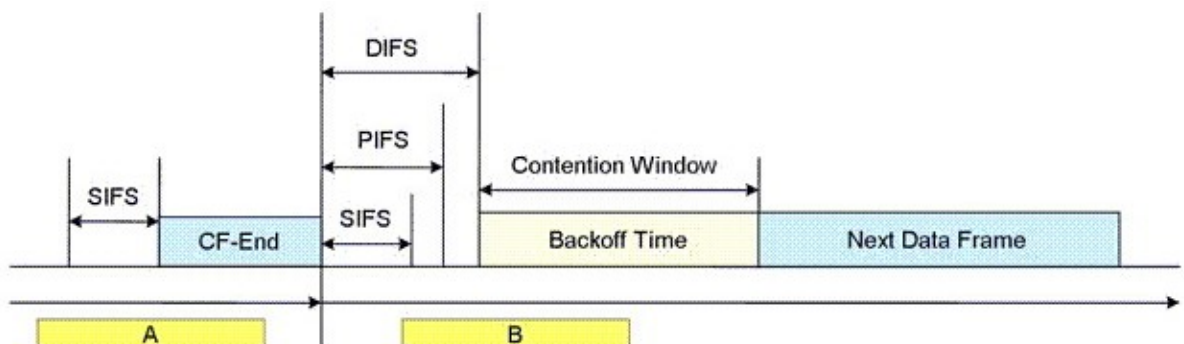 DIFS
PIFS
Contention Window
SIFS
SIFS
CF-End
Backoff Time
Next Data Frame
A
B